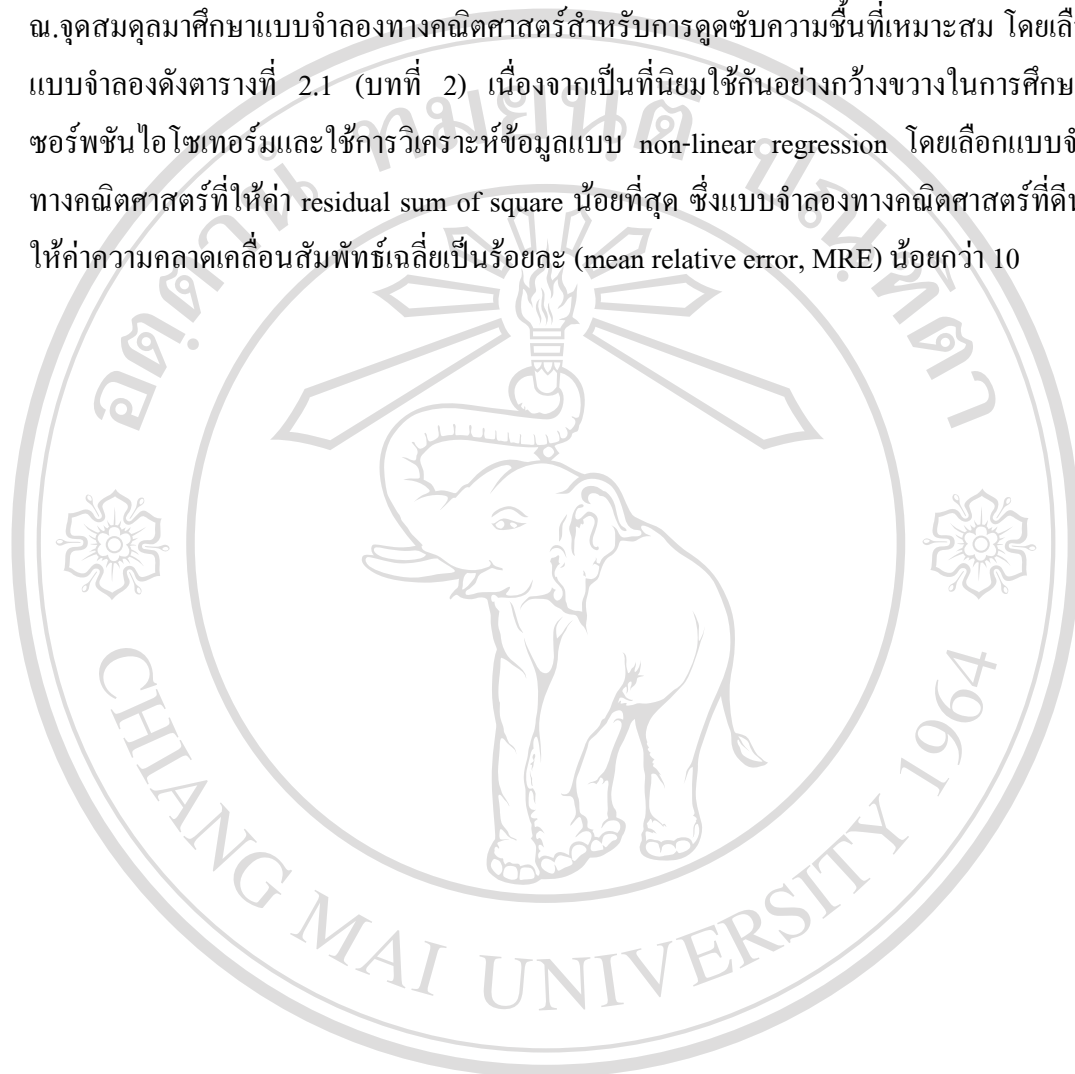 ณ.จุดสมดุลมาศึกษาแบบจำลองทางคณิตศาสตร์สำหรับการดูดซับความชื้นที่เหมาะสม โดยเลื
แบบจำลองดังตารางที่ 2.1 (บทที่ 2) เนื่องจากเป็นที่นิยมใช้กันอย่างกว้างขวางในการศึกษ
ซอร์พชันไอโซเทอร์มและใช้การวิเคราะห์ข้อมูลแบบ non-linear regression โดยเลือกแบบจํ
ทางคณิตศาสตร์ที่ให้ค่า residual sum of square น้อยที่สุด ซึ่งแบบจำลองทางคณิตศาสตร์ที่ดี
ให้ค่าความคลาดเคลื่อนสัมพัทธ์เฉลี่ยเป็นร้อยละ (mean relative error, MRE) น้อยกว่า 10
CHIANG MAI UNIVERSITY 1964